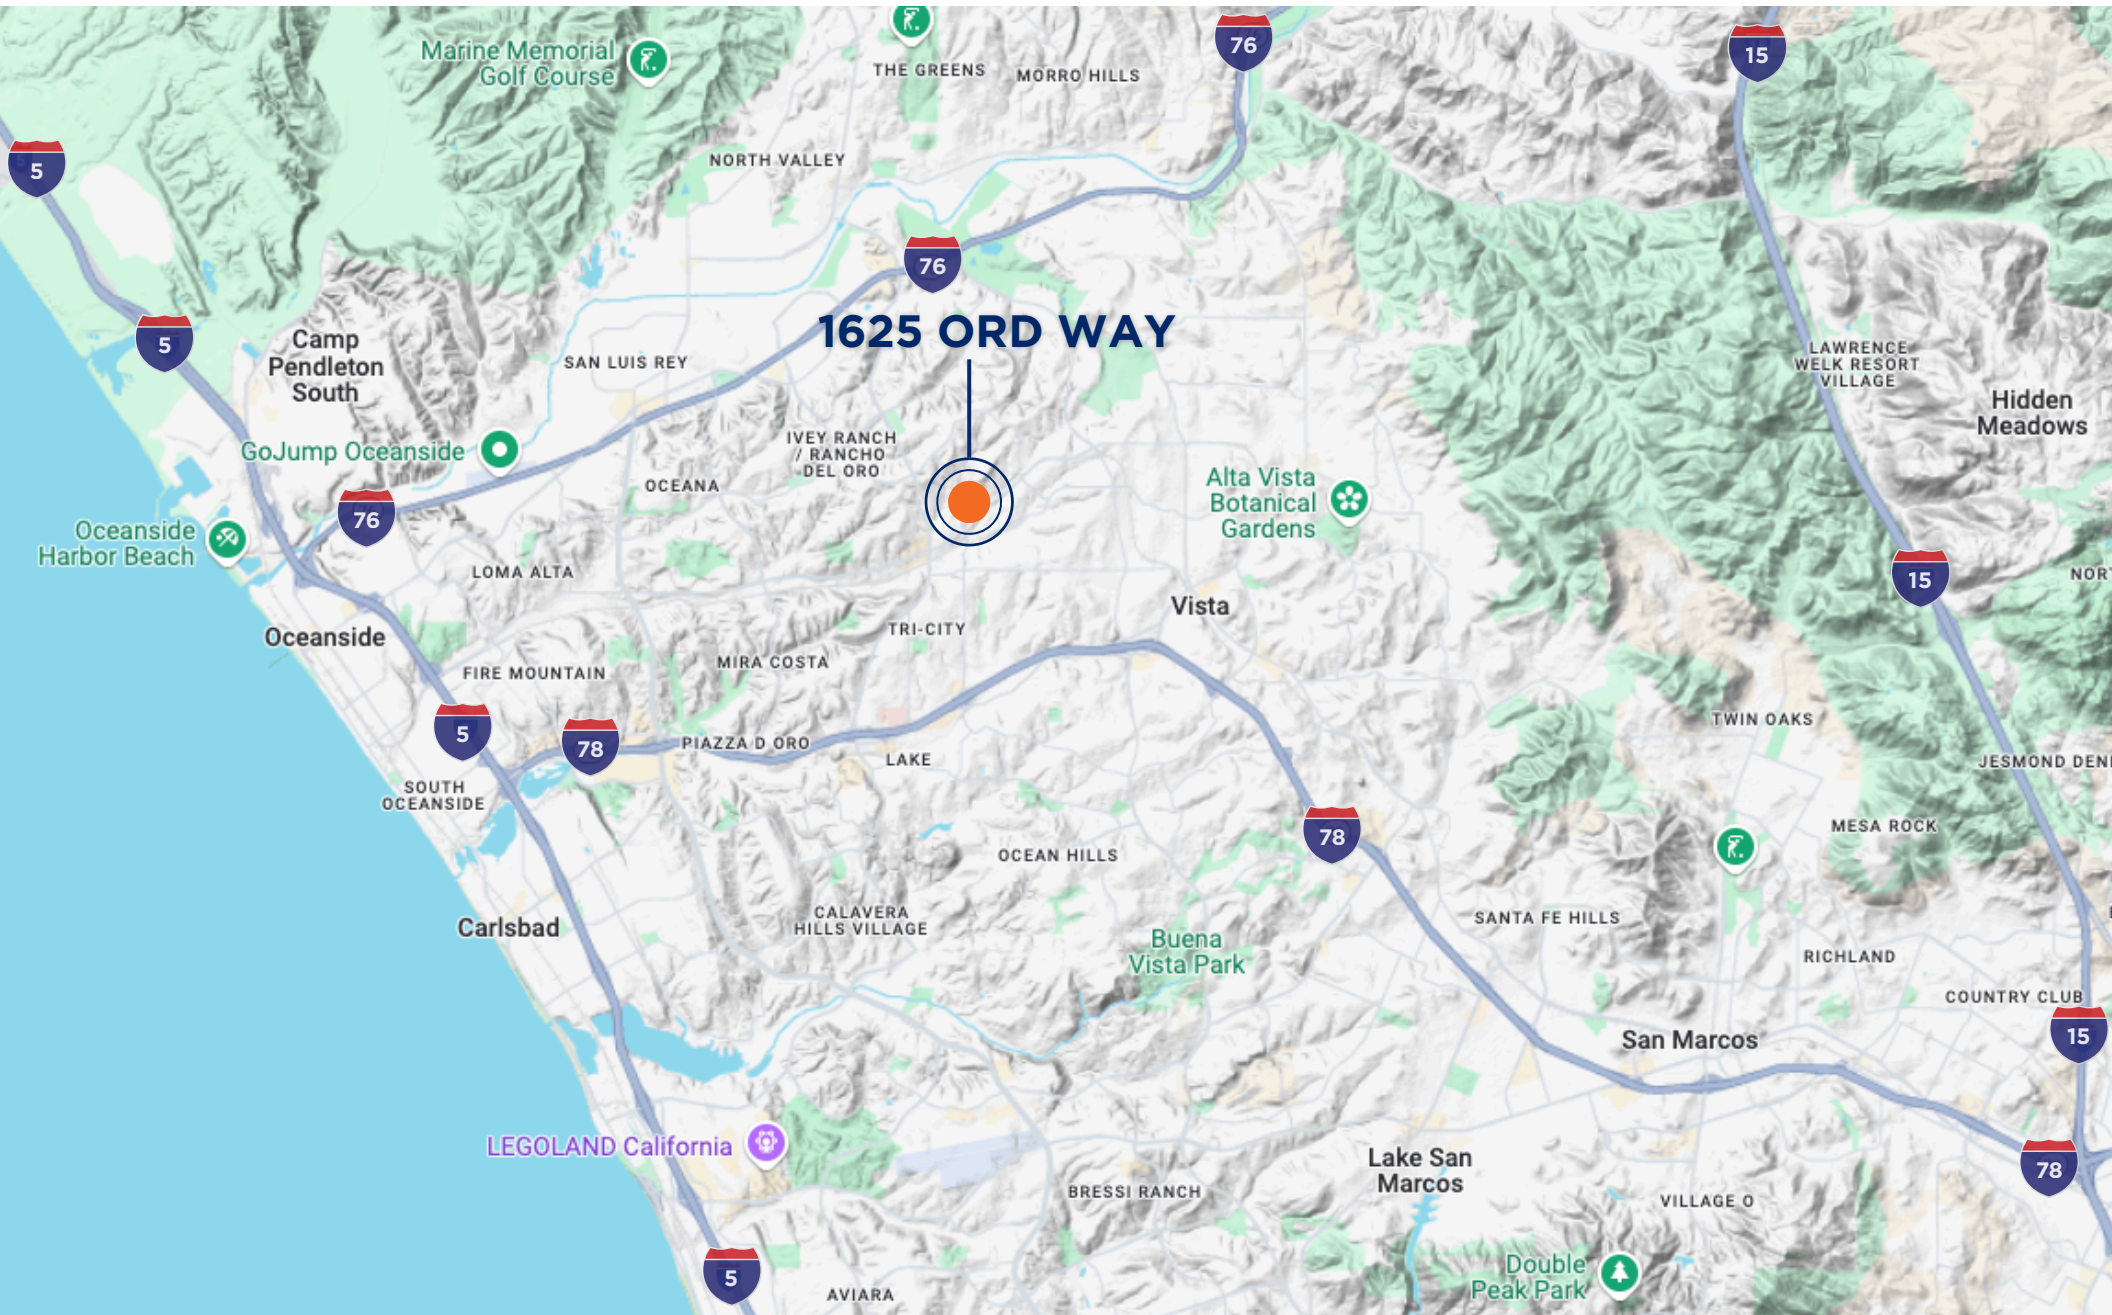 76
15
Marine Memorial
Golf Course
THE GREENS
MORRO HILLS
5
NORTH VALLEY
76
1625 ORD WAY
5
Camp
Pendleton
South
SAN LUIS REY
LAWRENCE
WELK RESORT
VILLAGE
Hidden
Meadows
GoJump Oceanside
IVEY RANCH
/ RANCHO
DEL ORO
OCEANA
Alta Vista
Botanical
Gardens
76
Oceanside
Harbor Beach
LOMA ALTA
15
NOR
Vista
Oceanside
TRI-CITY
MIRA COSTA
FIRE MOUNTAIN
5
78
PIAZZA D ORO
LAKE
TWIN OAKS
JESMOND DEN
SOUTH
OCEANSIDE
78
MESA ROCK
OCEAN HILLS
Carlsbad
CALAVERA
HILLS VILLAGE
SANTA FE HILLS
Buena
Vista Park
RICHLAND
COUNTRY CLUB
San Marcos
15
LEGOLAND California
Lake San
Marcos
78
BRESSI RANCH
VILLAGE O
Double
Peak Park
5
AVIARA